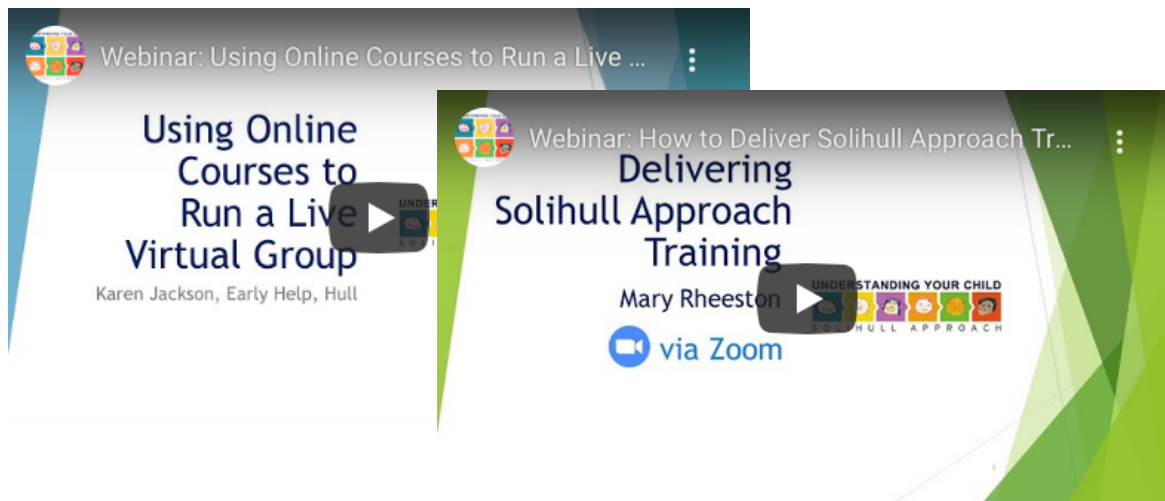 Webinar: Using Online Courses to Run a Live ...
Using Online
Courses to
Run a Live
Virtual Group
Karen Jackson, Early Help, Hull
Webinar: How to Deliver Solihull Approach Tr...
Delivering
Solihull Approach
Training
Mary Rheeston
via Zoom
UNDERSTANDING YOUR CHILD
SOLIHULL APPROACH
1